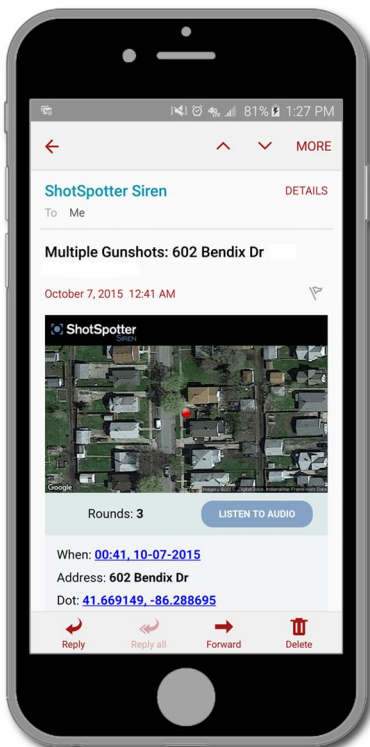 81% 1:27 PM
MORE
ShotSpotter Siren DETAILS
To Me
Multiple Gunshots: 602 Bendix Dr
October 7, 2015 12:41 AM
ShotSpotter
SIREN
Google
Rounds: 3 LISTEN TO AUDIO
When: 00:41, 10-07-2015
Address: 602 Bendix Dr
Dot: 41.669149, -86.288695
Reply Reply all Forward Delete